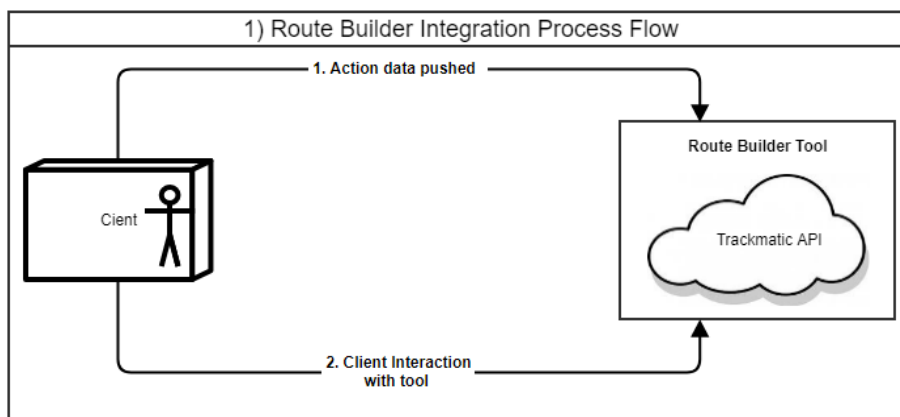 1) Route Builder Integration Process Flow
1. Action data pushed
Route Builder Tool
Cient
Trackmatic API
2. Client Interaction
with tool